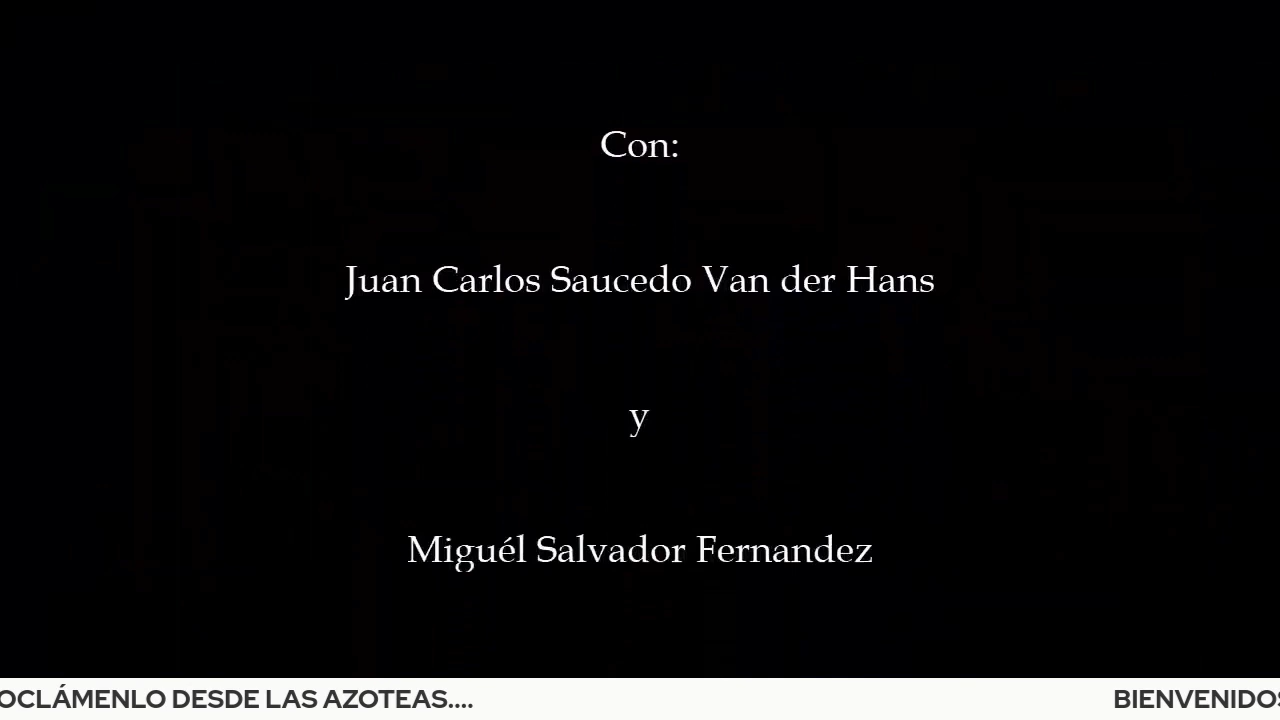 Con:
Juan Carlos Saucedo Van der Hans
y
Miguél Salvador Fernandez
OCLÁMENLO DESDE LAS AZOTEAS.... BIENVENIDOS